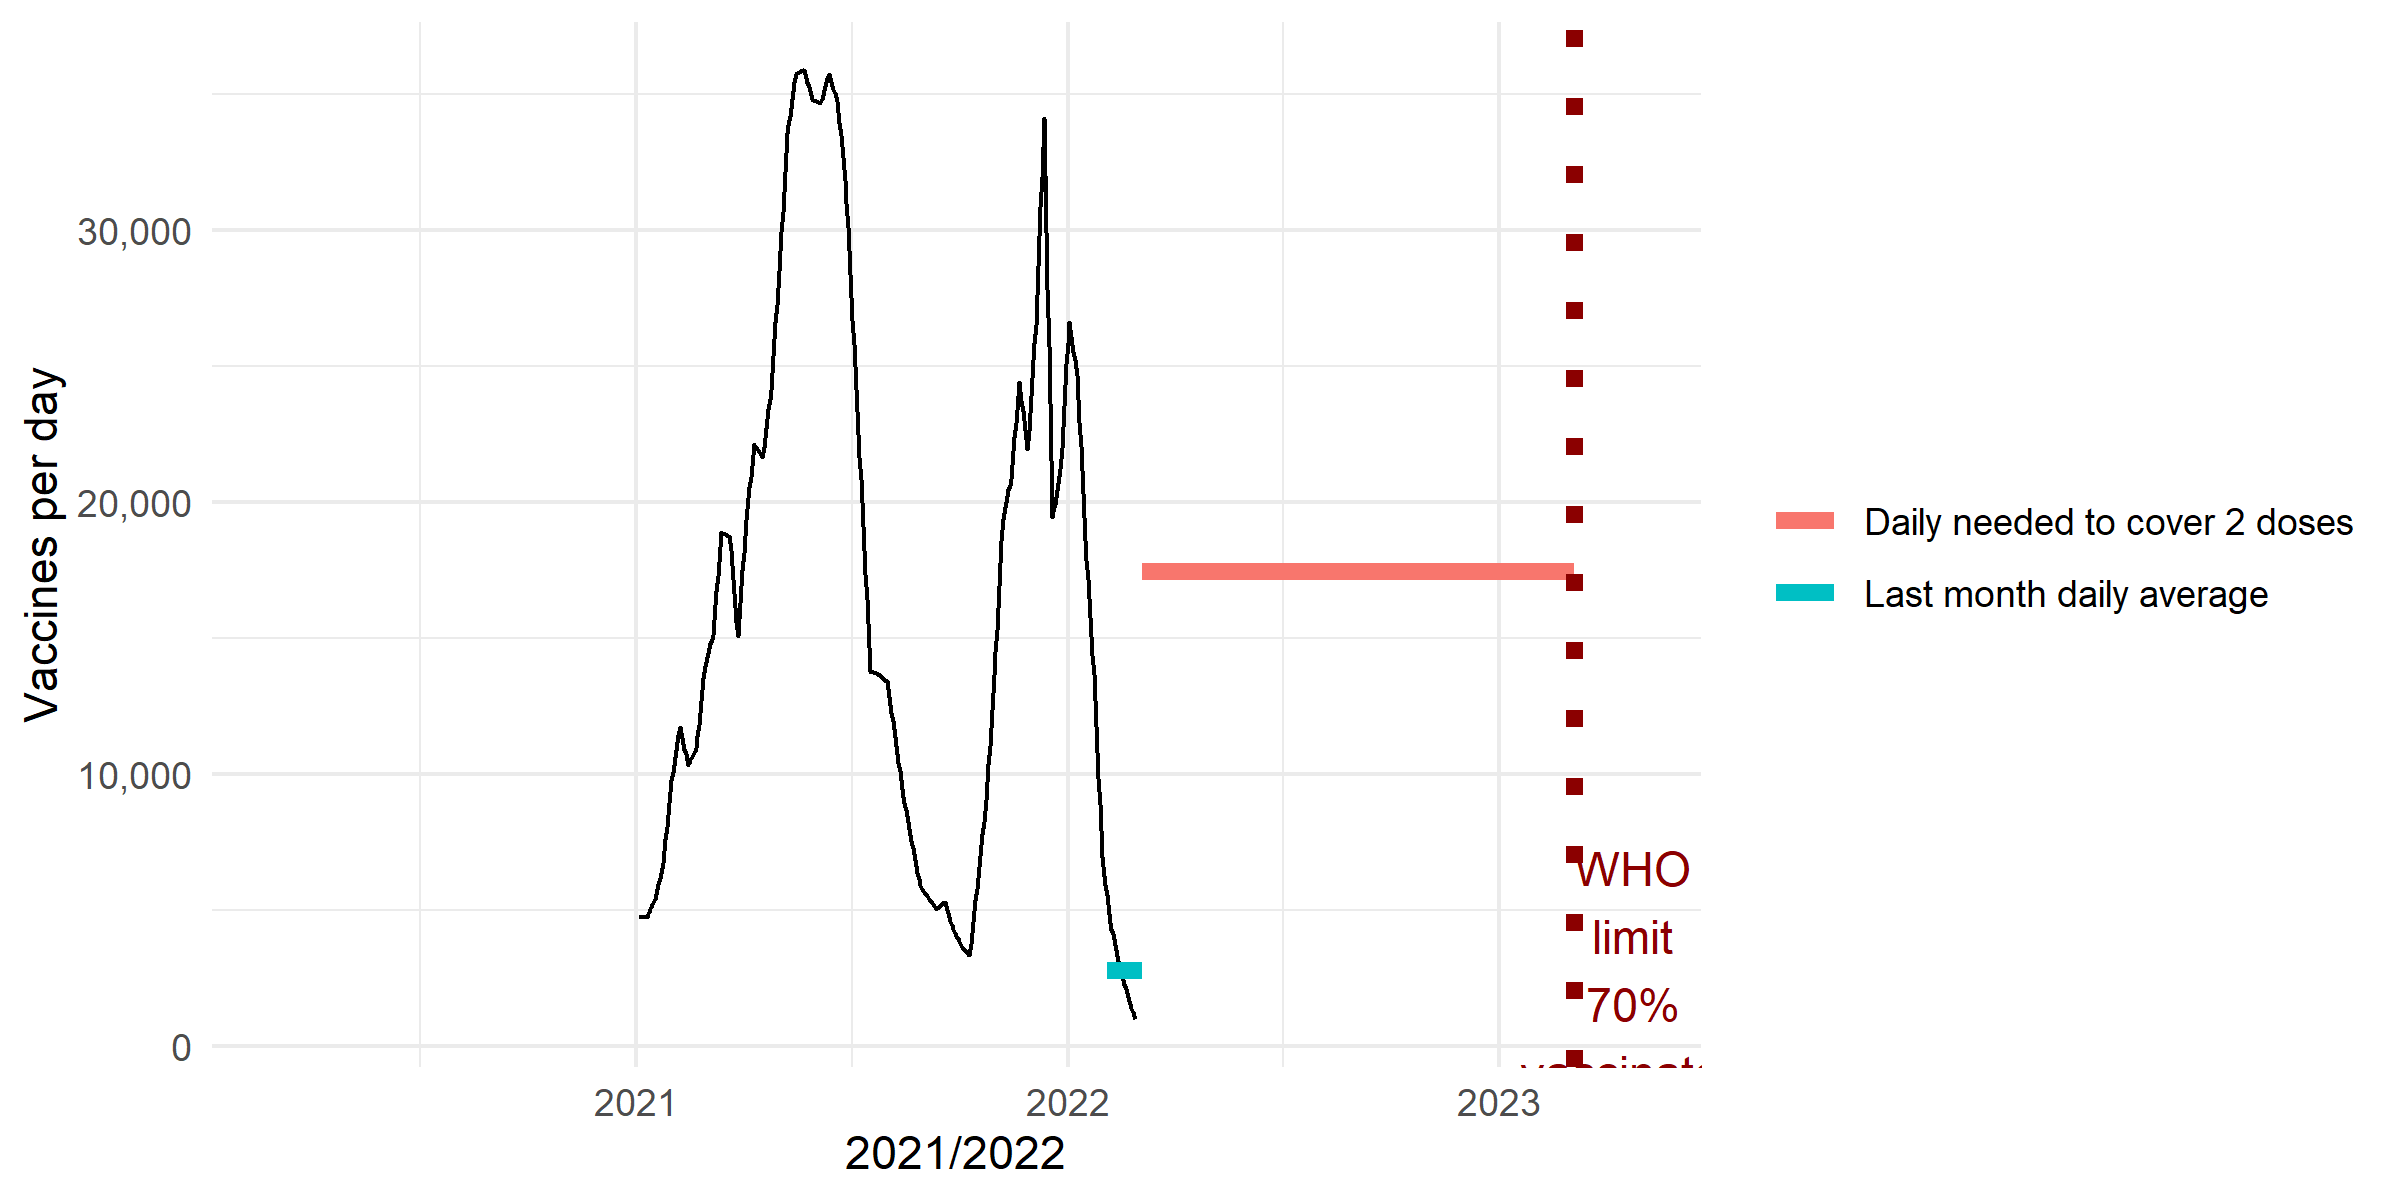 Vaccines per day
30,000
20,000
10,000
0
2021
2022
2023
2021/2022
WHO
limit
70%
Daily needed to cover 2 doses
Last month daily average